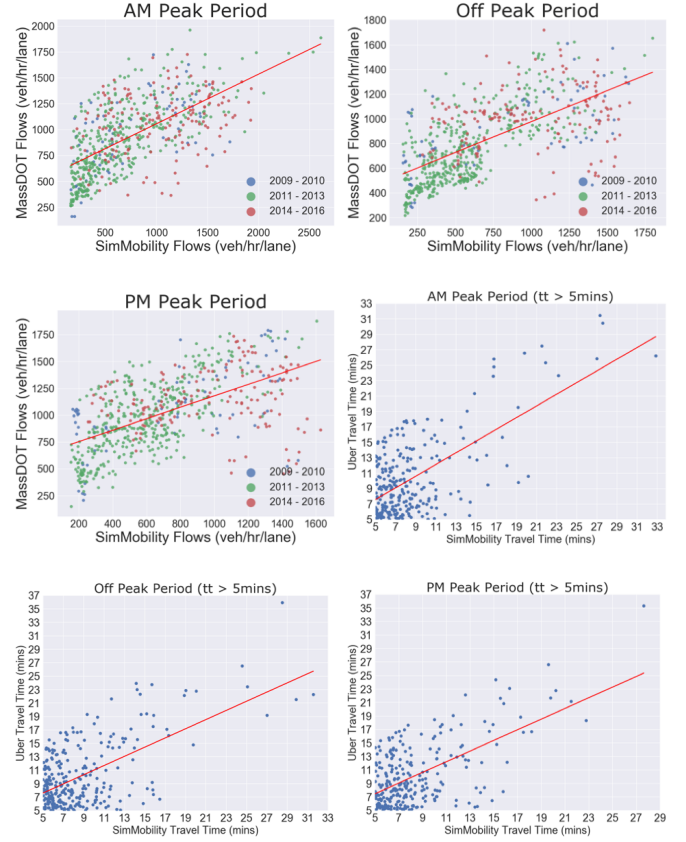 AM Peak Period
MassDOT Flows (veh/hr/lane)
2000
1750
1500
1250
1000
750
500
250
2009 - 2010
2011 - 2013
2014 - 2016
500 1000 1500 2000 2500
SimMobility Flows (veh/hr/lane)
Off Peak Period
MassDOT Flows (veh/hr/lane)
1800
1600
1400
1200
1000
800
600
400
200
2009 - 2010
2011 - 2013
2014 - 2016
250 500 750 1000 1250 1500 1750
SimMobility Flows (veh/hr/lane)
PM Peak Period
MassDOT Flows (veh/hr/lane)
1750
1500
1250
1000
750
500
250
2009 - 2010
2011 - 2013
2014 - 2016
200 400 600 800 1000 1200 1400 1600
SimMobility Flows (veh/hr/lane)
AM Peak Period (tt > 5mins)
Uber Travel Time (mins)
33
31
29
27
25
23
21
19
17
15
13
11
9
7
5
5 7 9 11 13 15 17 19 21 23 25 27 29 31 33
SimMobility Travel Time (mins)
Off Peak Period (tt > 5mins)
Uber Travel Time (mins)
37
35
33
31
29
27
25
23
21
19
17
15
13
11
9
7
5
5 7 9 11 13 15 17 19 21 23 25 27 29 31 33
SimMobility Travel Time (mins)
PM Peak Period (tt > 5mins)
Uber Travel Time (mins)
37
35
33
31
29
27
25
23
21
19
17
15
13
11
9
7
5
5 7 9 11 13 15 17 19 21 23 25 27 29
SimMobility Travel Time (mins)